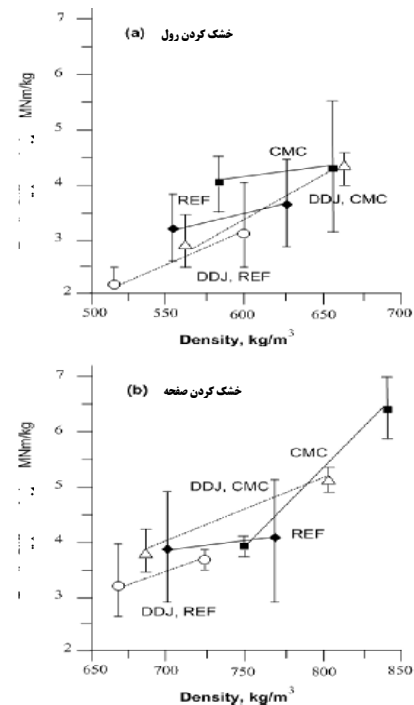 (a) خشک کردن رول
7
6
5
4
3
2
MNm/kg
CMC
REF
DDJ, CMC
DDJ, REF
500 550 600 650 700
Density, kg/m³
(b) خشک کردن صفحه
7
6
5
4
3
2
MNm/kg
CMC
DDJ, CMC
REF
DDJ, REF
650 700 750 800 850
Density, kg/m³